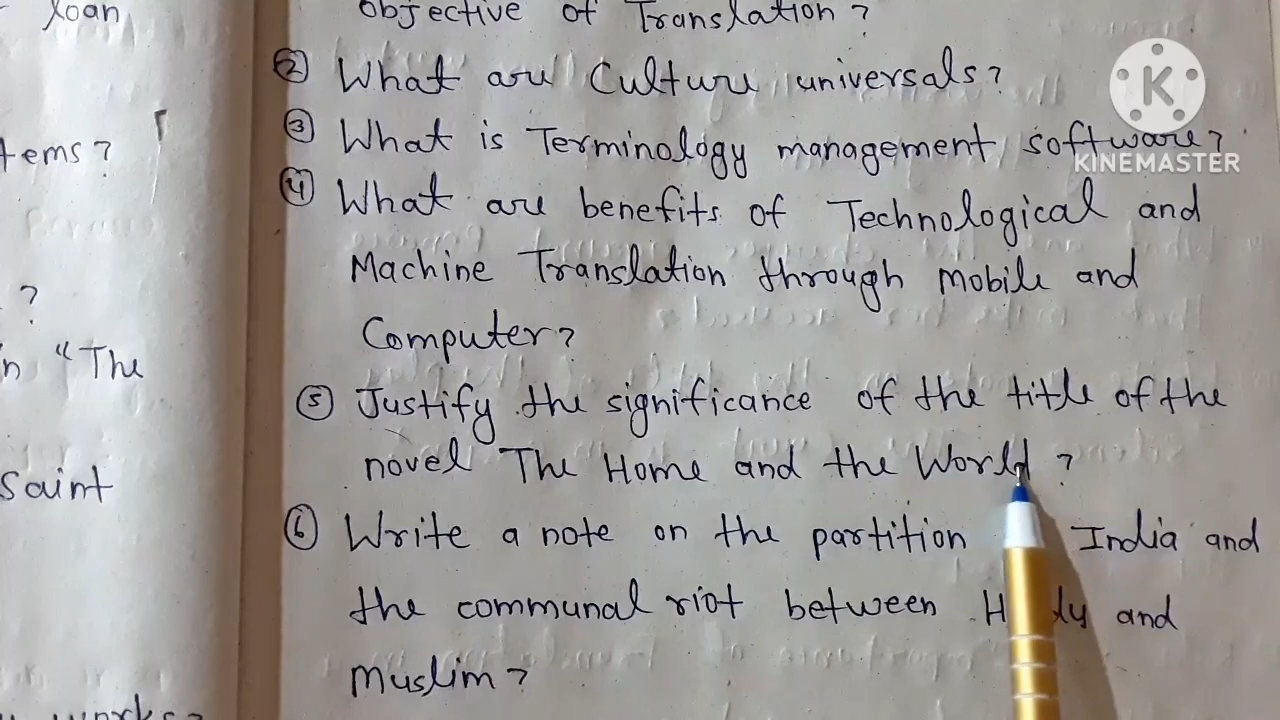 loan
tems?
?
n "The
Saint
works?
objective of Translation?
② What are Culture universals?
③ What is Terminology management software?
④ What are benefits of Technological and
Machine Translation through mobile and
Computer?
⑤ Justify the significance of the title of the
novel The Home and the World?
⑥ Write a note on the partition India and
the communal riot between and
Muslim?
K
KINEMASTER